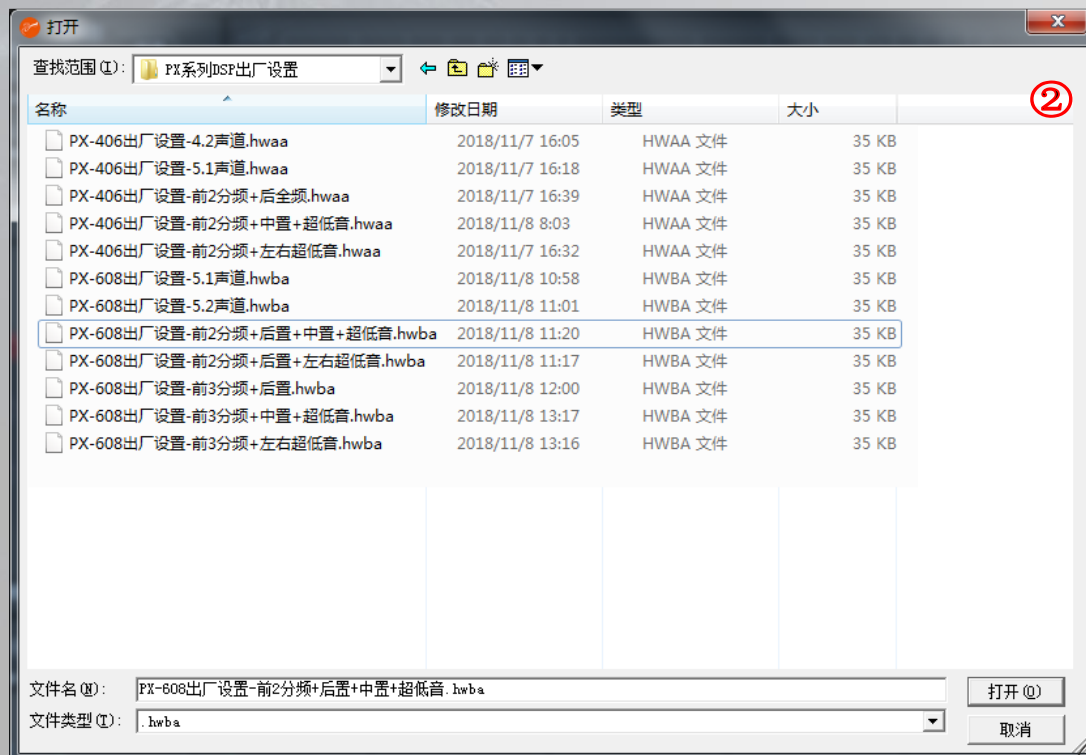 打开
查找范围(I): PX系列DSP出厂设置
②
名称 修改日期 类型 大小
PX-406出厂设置-4.2声道.hwaa 2018/11/7 16:05 HWAA 文件 35 KB
PX-406出厂设置-5.1声道.hwaa 2018/11/7 16:18 HWAA 文件 35 KB
PX-406出厂设置-前2分频+后全频.hwaa 2018/11/7 16:39 HWAA 文件 35 KB
PX-406出厂设置-前2分频+中置+超低音.hwaa 2018/11/8 8:03 HWAA 文件 35 KB
PX-406出厂设置-前2分频+左右超低音.hwaa 2018/11/7 16:32 HWAA 文件 35 KB
PX-608出厂设置-5.1声道.hwba 2018/11/8 10:58 HWBA 文件 35 KB
PX-608出厂设置-5.2声道.hwba 2018/11/8 11:01 HWBA 文件 35 KB
PX-608出厂设置-前2分频+后置+中置+超低音.hwba 2018/11/8 11:20 HWBA 文件 35 KB
PX-608出厂设置-前2分频+后置+左右超低音.hwba 2018/11/8 11:17 HWBA 文件 35 KB
PX-608出厂设置-前3分频+后置.hwba 2018/11/8 12:00 HWBA 文件 35 KB
PX-608出厂设置-前3分频+中置+超低音.hwba 2018/11/8 13:17 HWBA 文件 35 KB
PX-608出厂设置-前3分频+左右超低音.hwba 2018/11/8 13:16 HWBA 文件 35 KB
文件名(N): PX-608出厂设置-前2分频+后置+中置+超低音.hwba 打开(O)
文件类型(T): .hwba 取消